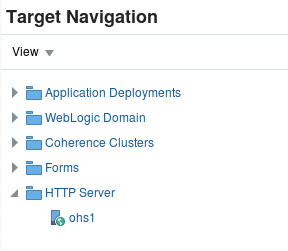 Target Navigation
View
Application Deployments
WebLogic Domain
Coherence Clusters
Forms
HTTP Server
ohs1